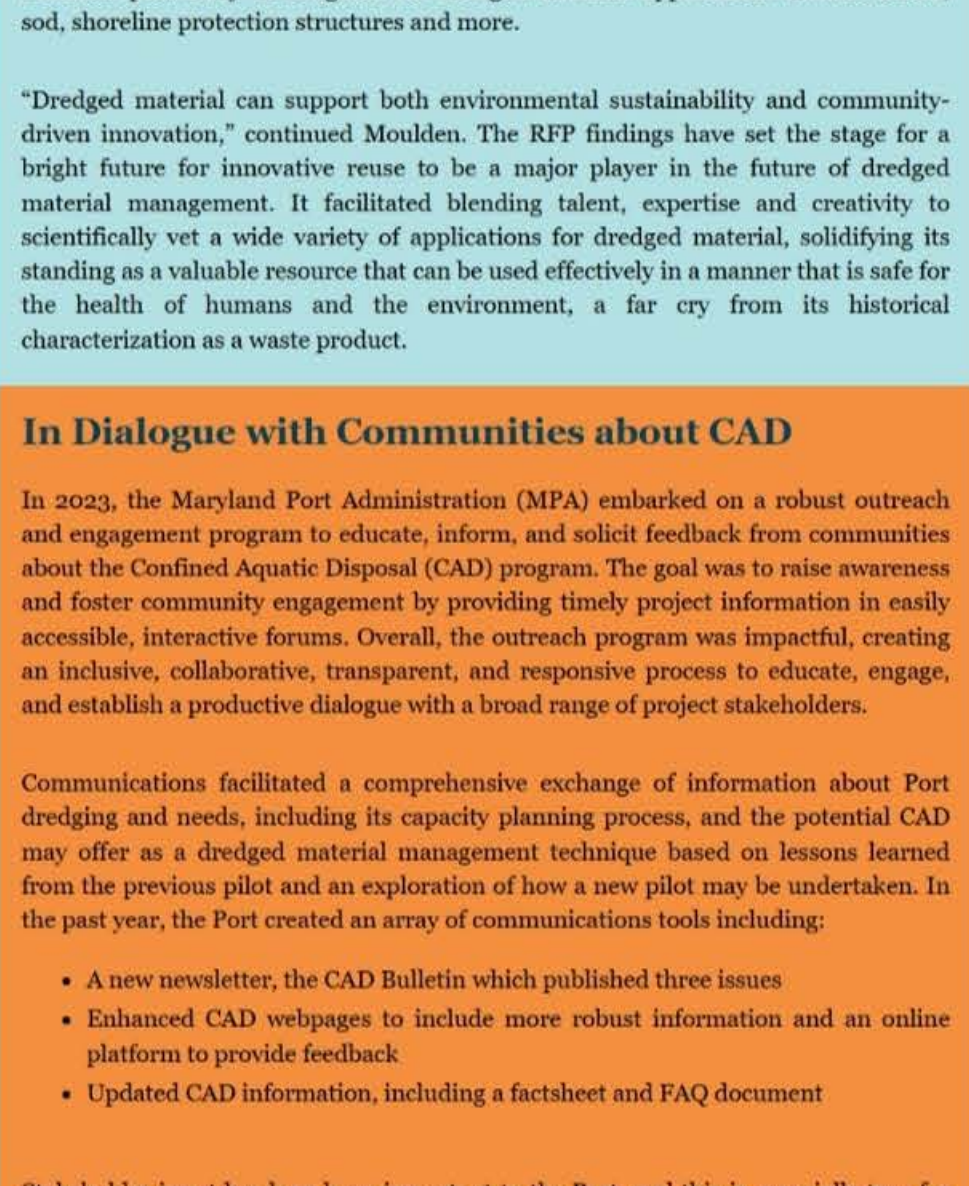 sod, shoreline protection structures and more.
“Dredged material can support both environmental sustainability and community-
driven innovation,” continued Moulden. The RFP findings have set the stage for a
bright future for innovative reuse to be a major player in the future of dredged
material management. It facilitated blending talent, expertise and creativity to
scientifically vet a wide variety of applications for dredged material, solidifying its
standing as a valuable resource that can be used effectively in a manner that is safe for
the health of humans and the environment, a far cry from its historical
characterization as a waste product.
In Dialogue with Communities about CAD
In 2023, the Maryland Port Administration (MPA) embarked on a robust outreach
and engagement program to educate, inform, and solicit feedback from communities
about the Confined Aquatic Disposal (CAD) program. The goal was to raise awareness
and foster community engagement by providing timely project information in easily
accessible, interactive forums. Overall, the outreach program was impactful, creating
an inclusive, collaborative, transparent, and responsive process to educate, engage,
and establish a productive dialogue with a broad range of project stakeholders.
Communications facilitated a comprehensive exchange of information about Port
dredging and needs, including its capacity planning process, and the potential CAD
may offer as a dredged material management technique based on lessons learned
from the previous pilot and an exploration of how a new pilot may be undertaken. In
the past year, the Port created an array of communications tools including:
• A new newsletter, the CAD Bulletin which published three issues
• Enhanced CAD webpages to include more robust information and an online
platform to provide feedback
• Updated CAD information, including a factsheet and FAQ document